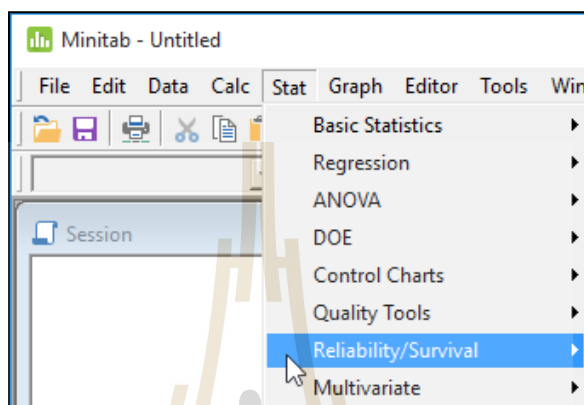 Minitab - Untitled
File Edit Data Calc Stat Graph Editor Tools Win
Basic Statistics
Regression
ANOVA
Session
DOE
Control Charts
Quality Tools
Reliability/Survival
Multivariate